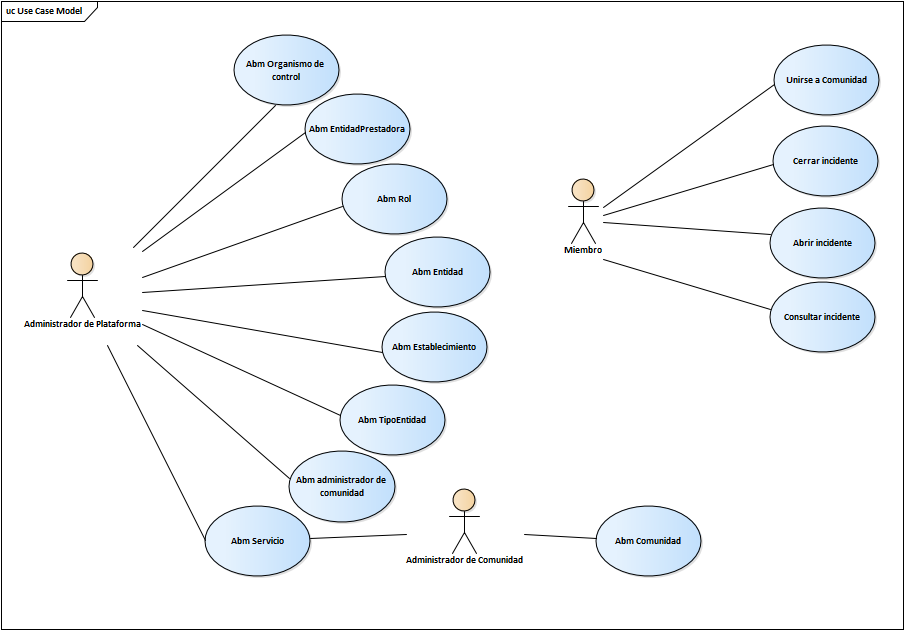 uc Use Case Model
Abm Organismo de
control
Abm EntidadPrestadora
Abm Rol
Abm Entidad
Administrador de Plataforma
Abm Establecimiento
Abm TipoEntidad
Abm administrador de
comunidad
Abm Servicio
Administrador de Comunidad
Abm Comunidad
Unirse a Comunidad
Cerrar incidente
Miembro
Abrir incidente
Consultar incidente